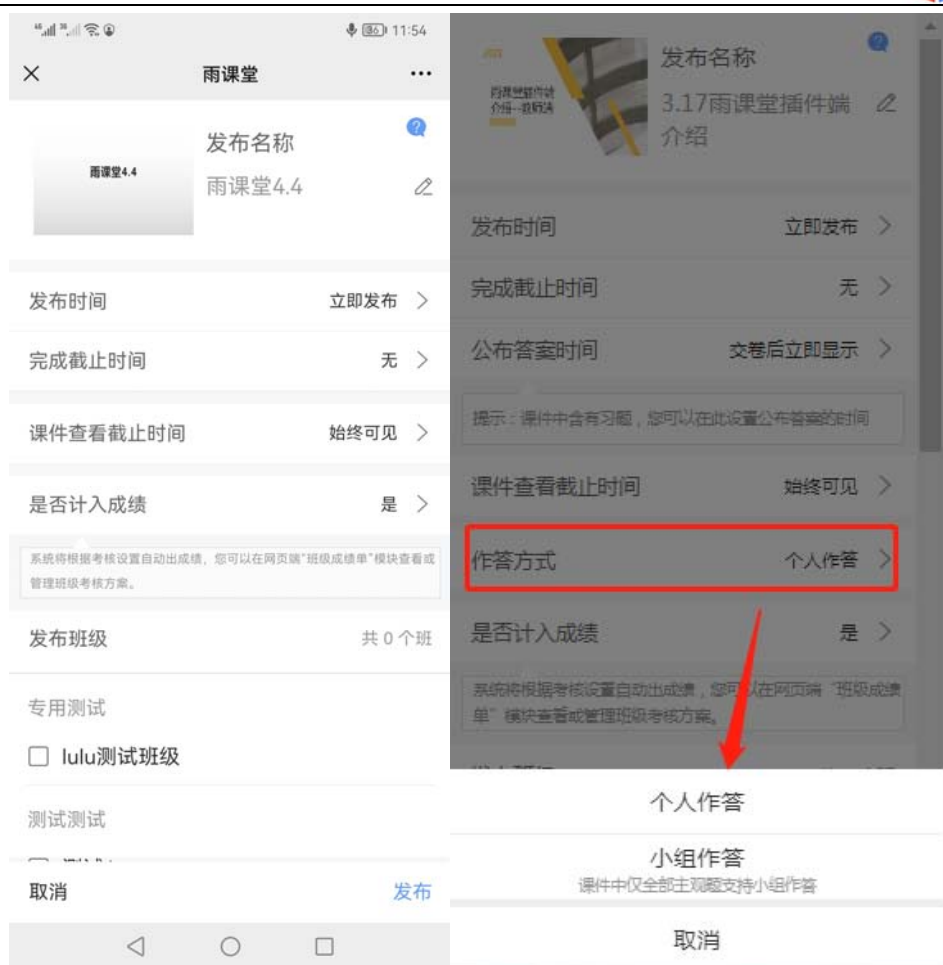 11:54
雨课堂
雨课堂4.4
发布名称
雨课堂4.4
发布时间
立即发布
完成截止时间
无
课件查看截止时间
始终可见
是否计入成绩
是
系统将根据考核设置自动出成绩，您可以在网页端"班级成绩单"模块查看或
管理班级考核方案。
发布班级
共0个班
专用测试
lulu测试班级
测试测试
取消
发布
雨课堂插件端
介绍--教师端
发布名称
3.17雨课堂插件端
介绍
发布时间
立即发布
完成截止时间
无
公布答案时间
交卷后立即显示
提示：课件中含有习题，您可以在此设置公布答案的时间
课件查看截止时间
始终可见
作答方式
个人作答
是否计入成绩
是
系统将根据考核设置自动出成绩，您可以在网页端“班级成绩
单”模块查看或管理班级考核方案。
个人作答
小组作答
课件中仅全部主观题支持小组作答
取消